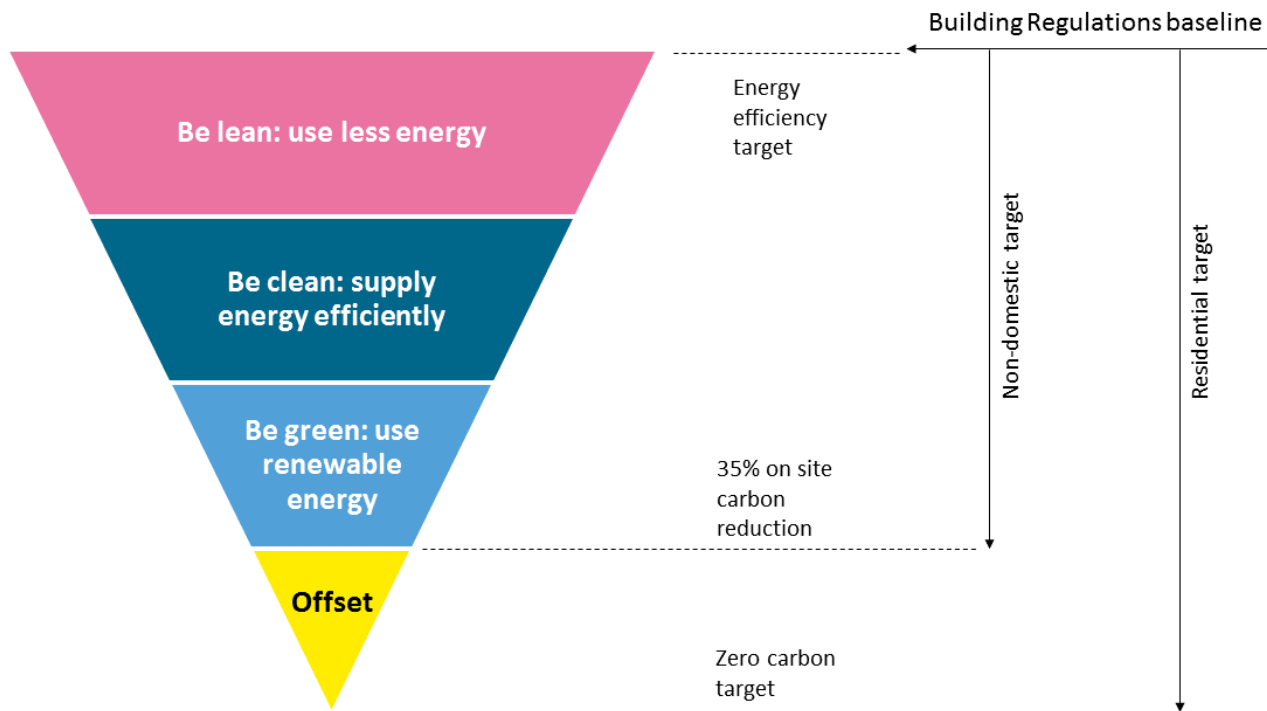 Building Regulations baseline
Be lean: use less energy
Energy
efficiency
target
Be clean: supply
energy efficiently
Non-domestic target
Residential target
Be green: use
renewable
energy
35% on site
carbon
reduction
Offset
Zero carbon
target